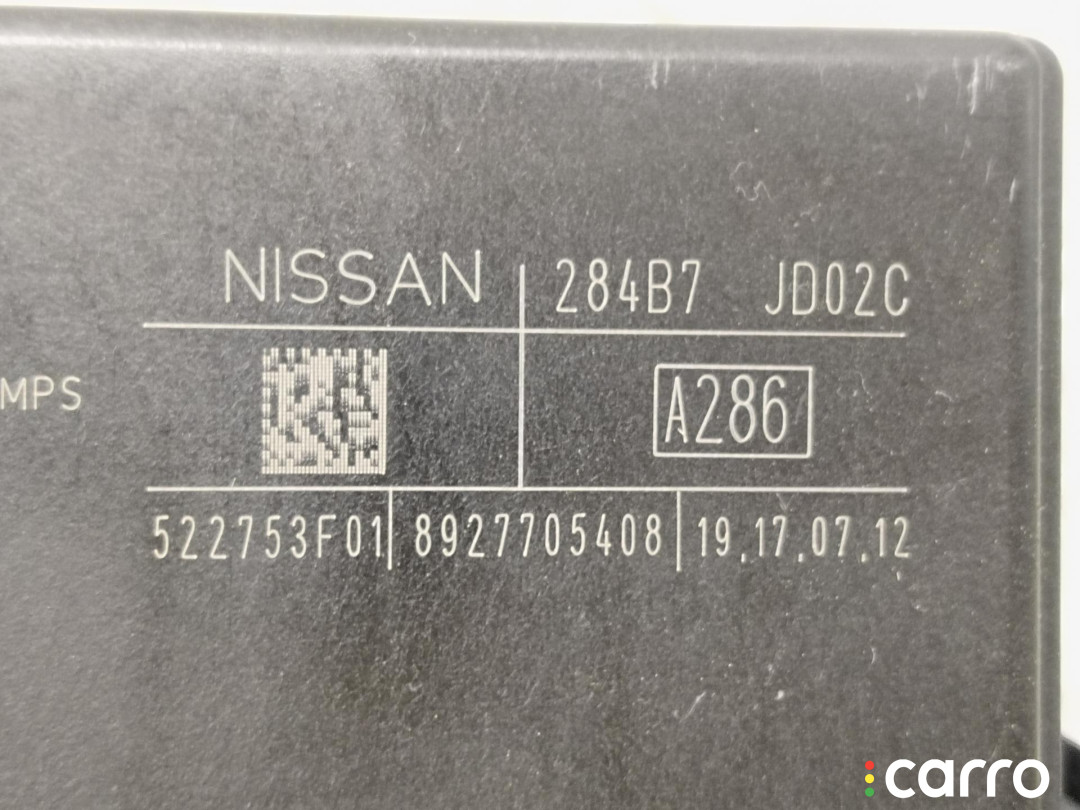 NISSAN 284B7 JD02C
MPS
A286
522753F01 8927705408 19.17.07.12
carro